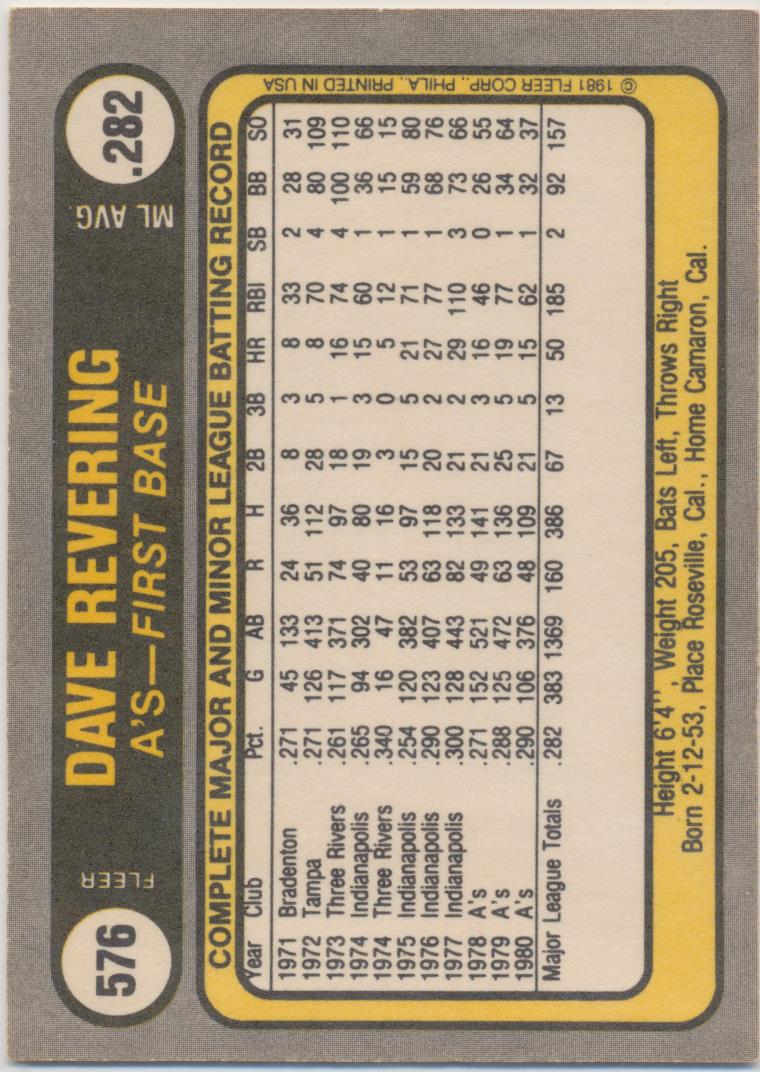 576
FLEER
DAVE REVERING
A'S—FIRST BASE
ML AVG.
.282
COMPLETE MAJOR AND MINOR LEAGUE BATTING RECORD
Year Club Pct. G AB R H 2B 3B HR RBI SB BB SO
1971 Bradenton .271 45 133 24 36 8 3 8 33 2 28 31
1972 Tampa .271 126 413 51 112 28 5 8 70 4 80 109
1973 Three Rivers .261 117 371 74 97 18 1 16 74 4 100 110
1974 Indianapolis .265 94 302 40 80 19 3 15 60 1 36 66
1974 Three Rivers .340 16 47 11 16 3 0 5 12 1 15 15
1975 Indianapolis .254 120 382 53 97 15 5 21 71 1 59 80
1976 Indianapolis .290 123 407 63 118 20 2 27 77 1 68 76
1977 Indianapolis .300 128 443 82 133 21 2 29 110 3 73 66
1978 A's .271 152 521 49 141 21 3 16 46 0 26 55
1979 A's .288 125 472 63 136 25 5 19 77 1 34 64
1980 A's .290 106 376 48 109 21 5 15 62 1 32 37
Major League Totals .282 383 1369 160 386 67 13 50 185 2 92 157
© 1981 FLEER CORP., PHILA., PRINTED IN USA
Height 6'4'', Weight 205, Bats Left, Throws Right
Born 2-12-53, Place Roseville, Cal., Home Camaron, Cal.